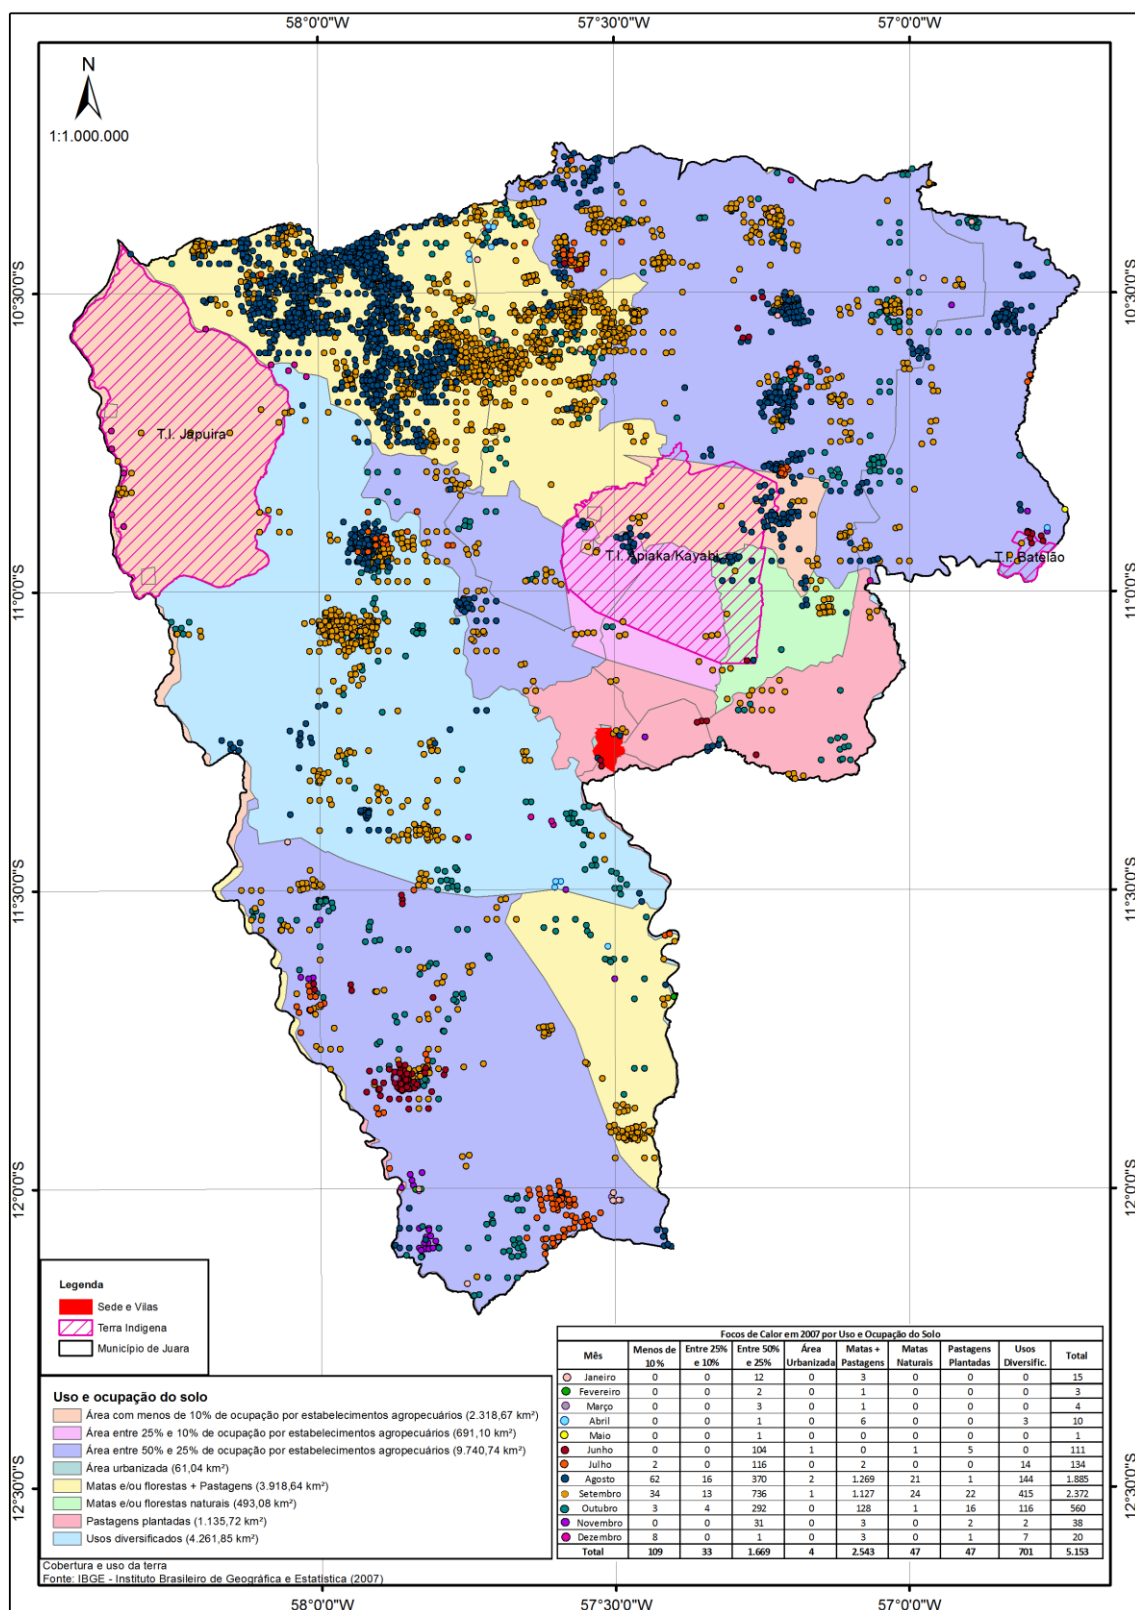 58°0'0"W 57°30'0"W 57°0'0"W
N
1:1.000.000
10°30'0"S 10°30'0"S
T.I. Japuira
T.I. Apiaka/Kayabi
T.I. Batelão
11°0'0"S 11°0'0"S
11°30'0"S 11°30'0"S
12°0'0"S 12°0'0"S
12°30'0"S 12°30'0"S
Legenda
Sede e Vilas
Terra Indigena
Município de Juara
Uso e ocupação do solo
Área com menos de 10% de ocupação por estabelecimentos agropecuários (2.318,67 km²)
Área entre 25% e 10% de ocupação por estabelecimentos agropecuários (691,10 km²)
Área entre 50% e 25% de ocupação por estabelecimentos agropecuários (9.740,74 km²)
Área urbanizada (61,04 km²)
Matas e/ou florestas + Pastagens (3.918,64 km²)
Matas e/ou florestas naturais (493,08 km²)
Pastagens plantadas (1.135,72 km²)
Usos diversificados (4.261,85 km²)
Cobertura e uso da terra
Fonte: IBGE - Instituto Brasileiro de Geográfica e Estatística (2007)
Focos de Calor em 2007 por Uso e Ocupação do Solo
Mês Menos de 10% Entre 25% e 10% Entre 50% e 25% Área Urbanizada Matas + Pastagens Matas Naturais Pastagens Plantadas Usos Diversific. Total
Janeiro 0 0 12 0 3 0 0 0 15
Fevereiro 0 0 2 0 1 0 0 0 3
Março 0 0 3 0 1 0 0 0 4
Abril 0 0 1 0 6 0 0 3 10
Maio 0 0 1 0 0 0 0 0 1
Junho 0 0 104 1 0 1 5 0 111
Julho 2 0 116 0 2 0 0 14 134
Agosto 62 16 370 2 1.269 21 1 144 1.885
Setembro 34 13 736 1 1.127 24 22 415 2.372
Outubro 3 4 292 0 128 1 16 116 560
Novembro 0 0 31 0 3 0 2 2 38
Dezembro 8 0 1 0 3 0 1 7 20
Total 109 33 1.669 4 2.543 47 47 701 5.153
58°0'0"W 57°30'0"W 57°0'0"W